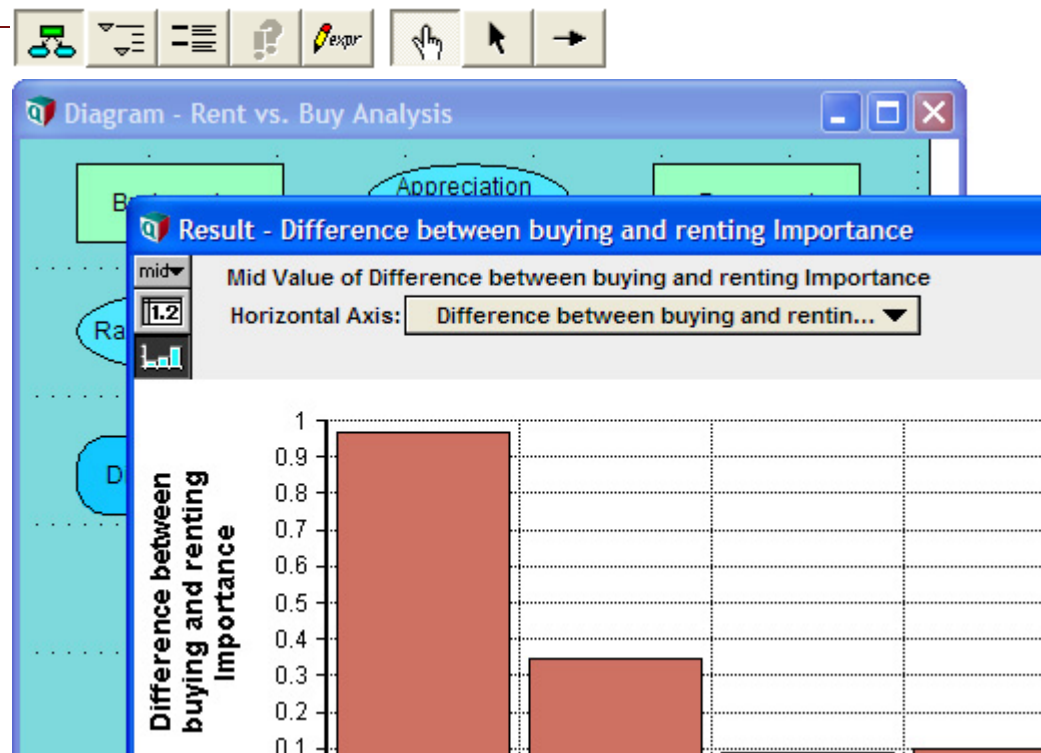 expr
Diagram - Rent vs. Buy Analysis
Appreciation
Result - Difference between buying and renting Importance
mid
Mid Value of Difference between buying and renting Importance
1.2
Horizontal Axis: Difference between buying and rentin...
Ra
D
Difference between
buying and renting
Importance
1
0.9
0.8
0.7
0.6
0.5
0.4
0.3
0.2
0.1